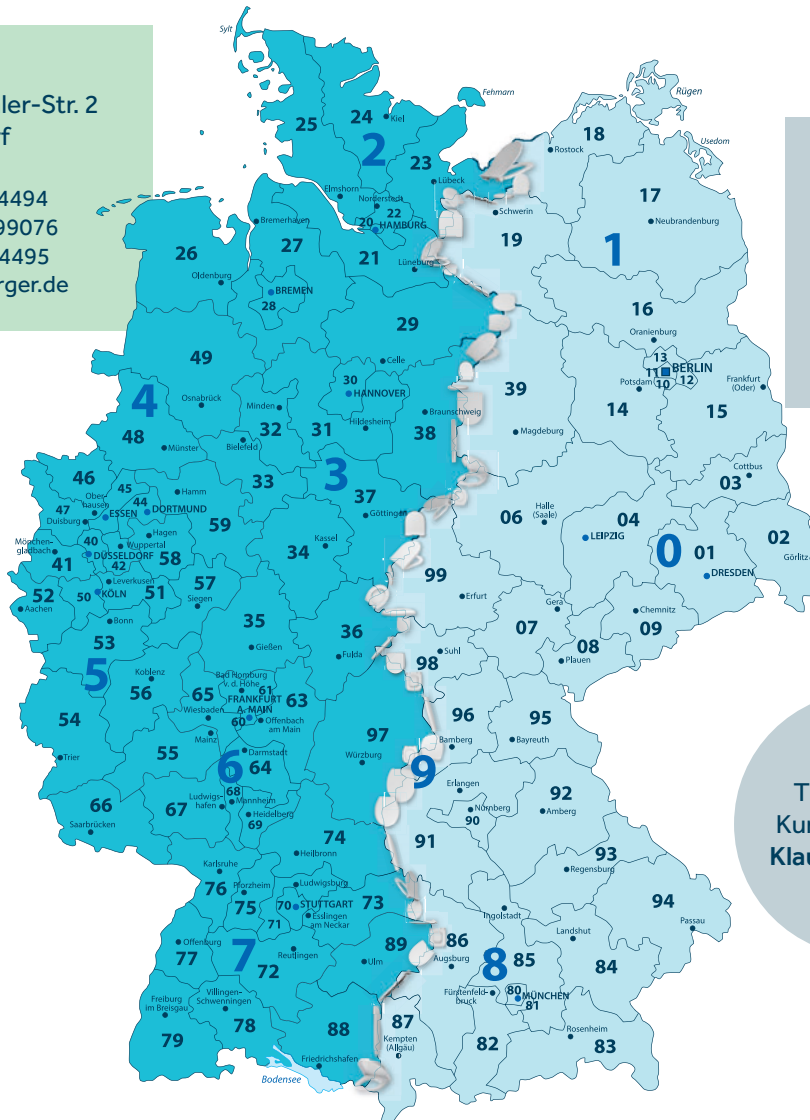 Sylt
ler-Str. 2
f
4494
99076
4495
rger.de
Fehmarn
Rügen
Usedom
24
Kiel
25
2
23
Lübeck
18
Rostock
Elmshorn
Norderstedt
22
20
HAMBURG
21
Lüneburg
Schwerin
19
17
Neubrandenburg
1
26
Oldenburg
Bremerhaven
27
BREMEN
28
29
Celle
16
Oranienburg
13
11
BERLIN
10
12
Potsdam
14
Frankfurt
(Oder)
15
49
Osnabrück
4
48
Münster
Minden
32
Bielefeld
30
HANNOVER
31
Hildesheim
Braunschweig
38
39
Magdeburg
33
3
37
Göttingen
Cottbus
03
46
45
Ober-
hausen
44
47
Duisburg
ESSEN
DORTMUND
Hamm
59
06
Halle
(Saale)
04
LEIPZIG
0
01
DRESDEN
02
Görlitz
Mönchen-
gladbach
40
DÜSSELDORF
41
42
Wuppertal
Hagen
58
34
Kassel
52
Aachen
50
KÖLN
Leverkusen
51
Bonn
57
Siegen
99
Erfurt
07
Gera
Chemnitz
09
08
Plauen
53
5
35
Gießen
36
Fulda
98
Suhl
54
Trier
Koblenz
56
65
Wiesbaden
Bad Homburg
v. d. Höhe
61
FRANKFURT
A. MAIN
60
Offenbach
am Main
63
Mainz
55
Darmstadt
6
64
97
Würzburg
96
Bamberg
95
Bayreuth
9
66
Saarbrücken
67
Ludwigs-
hafen
68
Mannheim
Heidelberg
69
Erlangen
Nürnberg
90
92
Amberg
T
Kur
Klau
74
Heilbronn
91
93
Regensburg
Karlsruhe
76
Pforzheim
75
Ludwigsburg
70
STUTTGART
71
Esslingen
am Neckar
73
Ingolstadt
94
Passau
Offenburg
77
7
72
Reutlingen
Ulm
89
86
Augsburg
8
85
Landshut
84
Fürstenfeld-
bruck
80
MÜNCHEN
81
Freiburg
im Breisgau
79
Villingen-
Schwenningen
78
88
Friedrichshafen
Bodensee
87
Kempten
(Allgäu)
82
Rosenheim
83